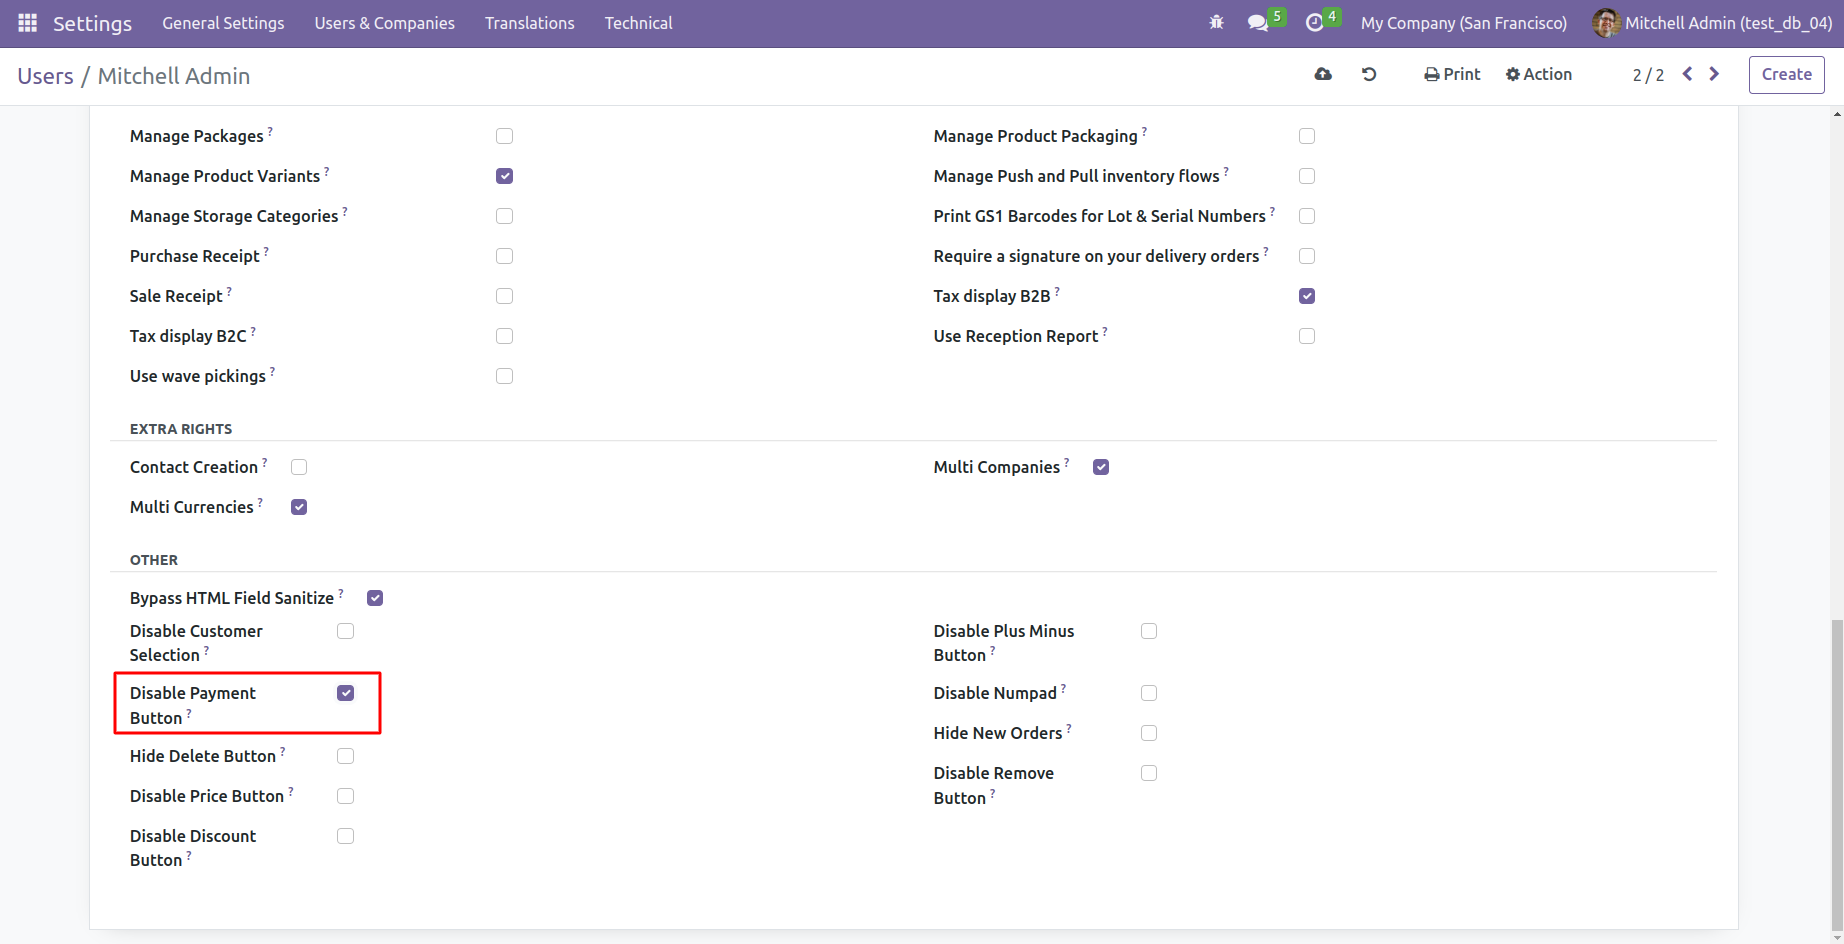 Settings General Settings Users & Companies Translations Technical 5 4 My Company (San Francisco) Mitchell Admin (test_db_04)
Users / Mitchell Admin Print Action 2 / 2 Create
Manage Packages ? Manage Product Packaging ?
Manage Product Variants ? Manage Push and Pull inventory flows ?
Manage Storage Categories ? Print GS1 Barcodes for Lot & Serial Numbers ?
Purchase Receipt ? Require a signature on your delivery orders ?
Sale Receipt ? Tax display B2B ?
Tax display B2C ? Use Reception Report ?
Use wave pickings ?
EXTRA RIGHTS
Contact Creation ? Multi Companies ?
Multi Currencies ?
OTHER
Bypass HTML Field Sanitize ?
Disable Customer
Selection ?
Disable Plus Minus
Button ?
Disable Payment
Button ?
Disable Numpad ?
Hide New Orders ?
Hide Delete Button ?
Disable Remove
Button ?
Disable Price Button ?
Disable Discount
Button ?